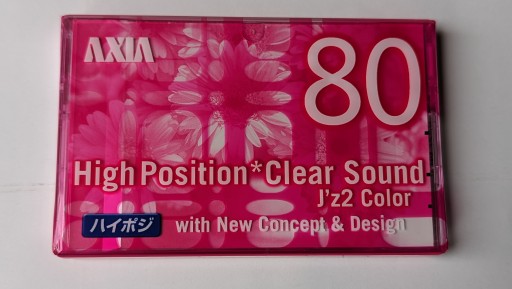 AXIA
80
High Position*Clear Sound
J'z2 Color
ハイポジ
with New Concept & Design